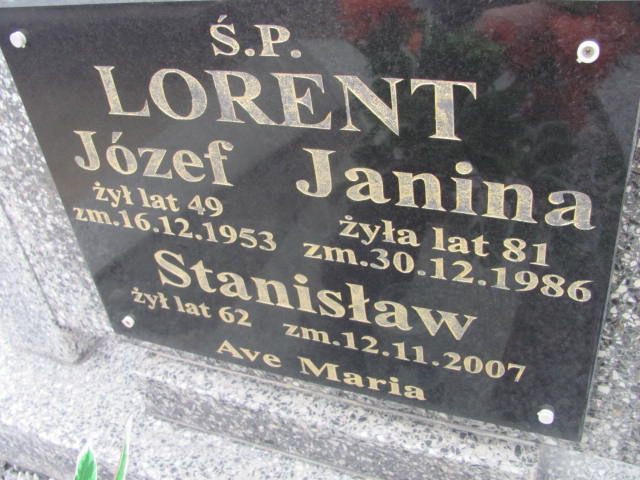 Ś.P.
LORENT
Józef Janina
żył lat 49 żyła lat 81
zm.16.12.1953 zm.30.12.1986
Stanisław
żył lat 62 zm.12.11.2007
Ave Maria